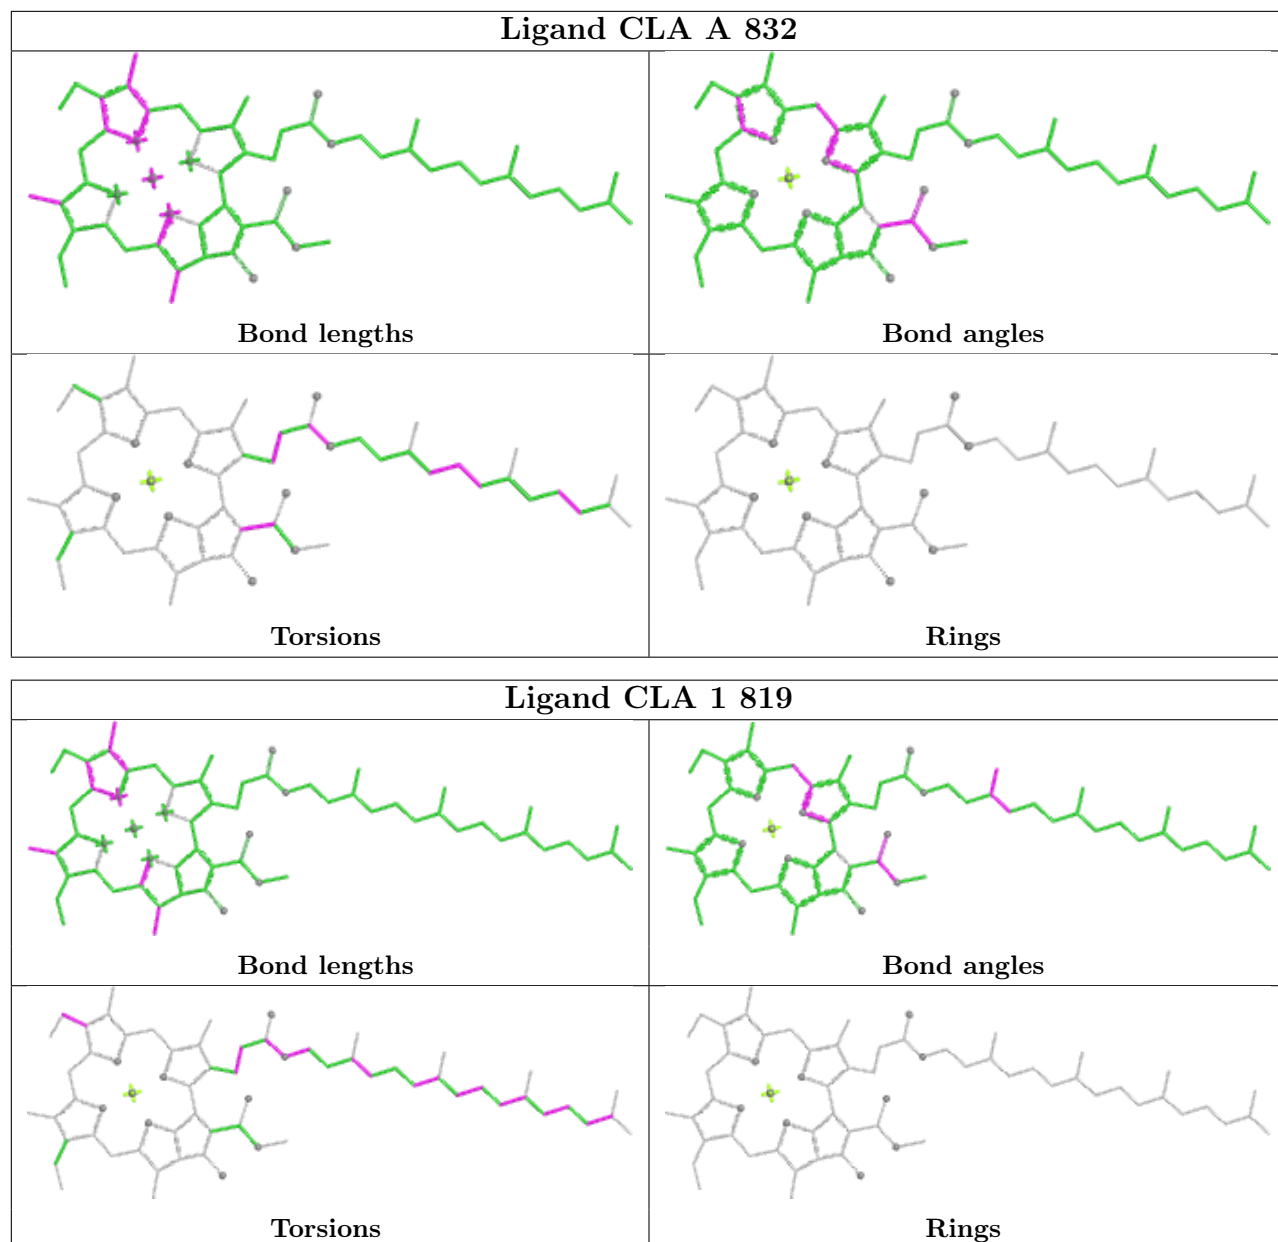 Ligand CLA A 832
Bond lengths
Bond angles
Torsions
Rings
Ligand CLA 1 819
Bond lengths
Bond angles
Torsions
Rings